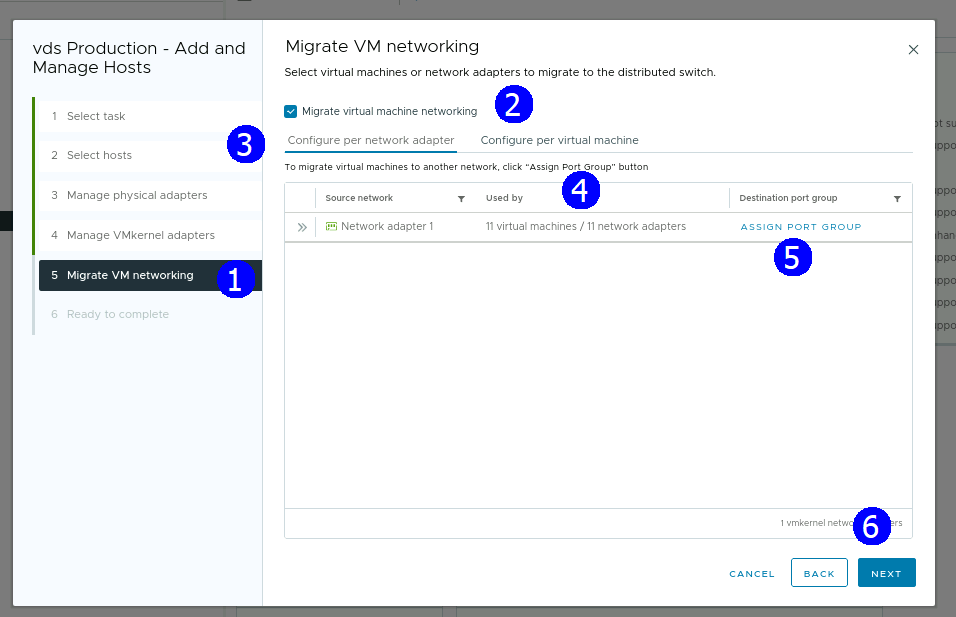 vds Production - Add and
Manage Hosts
1 Select task
2 Select hosts
3 Manage physical adapters
4 Manage VMkernel adapters
5 Migrate VM networking
6 Ready to complete
1
3
Migrate VM networking
Select virtual machines or network adapters to migrate to the distributed switch.
Migrate virtual machine networking
2
Configure per network adapter Configure per virtual machine
To migrate virtual machines to another network, click “Assign Port Group” button
4
Source network Used by Destination port group
Network adapter 1 11 virtual machines / 11 network adapters ASSIGN PORT GROUP
5
1 vmkernel
6
CANCEL BACK NEXT